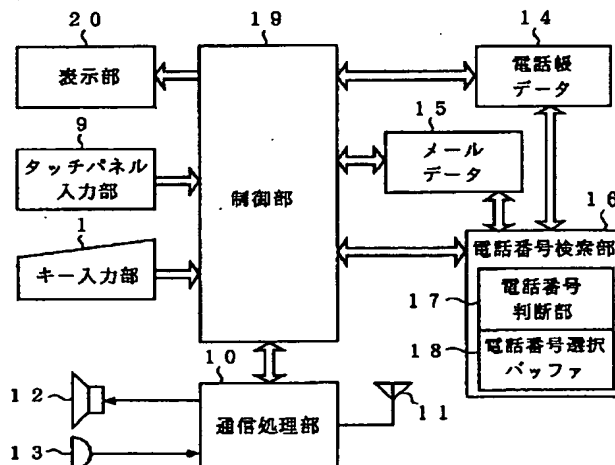 20
19
14
表示部
電話帳
データ
9
15
タッチパネル
入力部
メール
データ
制御部
16
1
電話番号検索部
キー入力部
17
電話番号
判断部
10
18
電話番号選択
バッファ
12
11
通信処理部
13